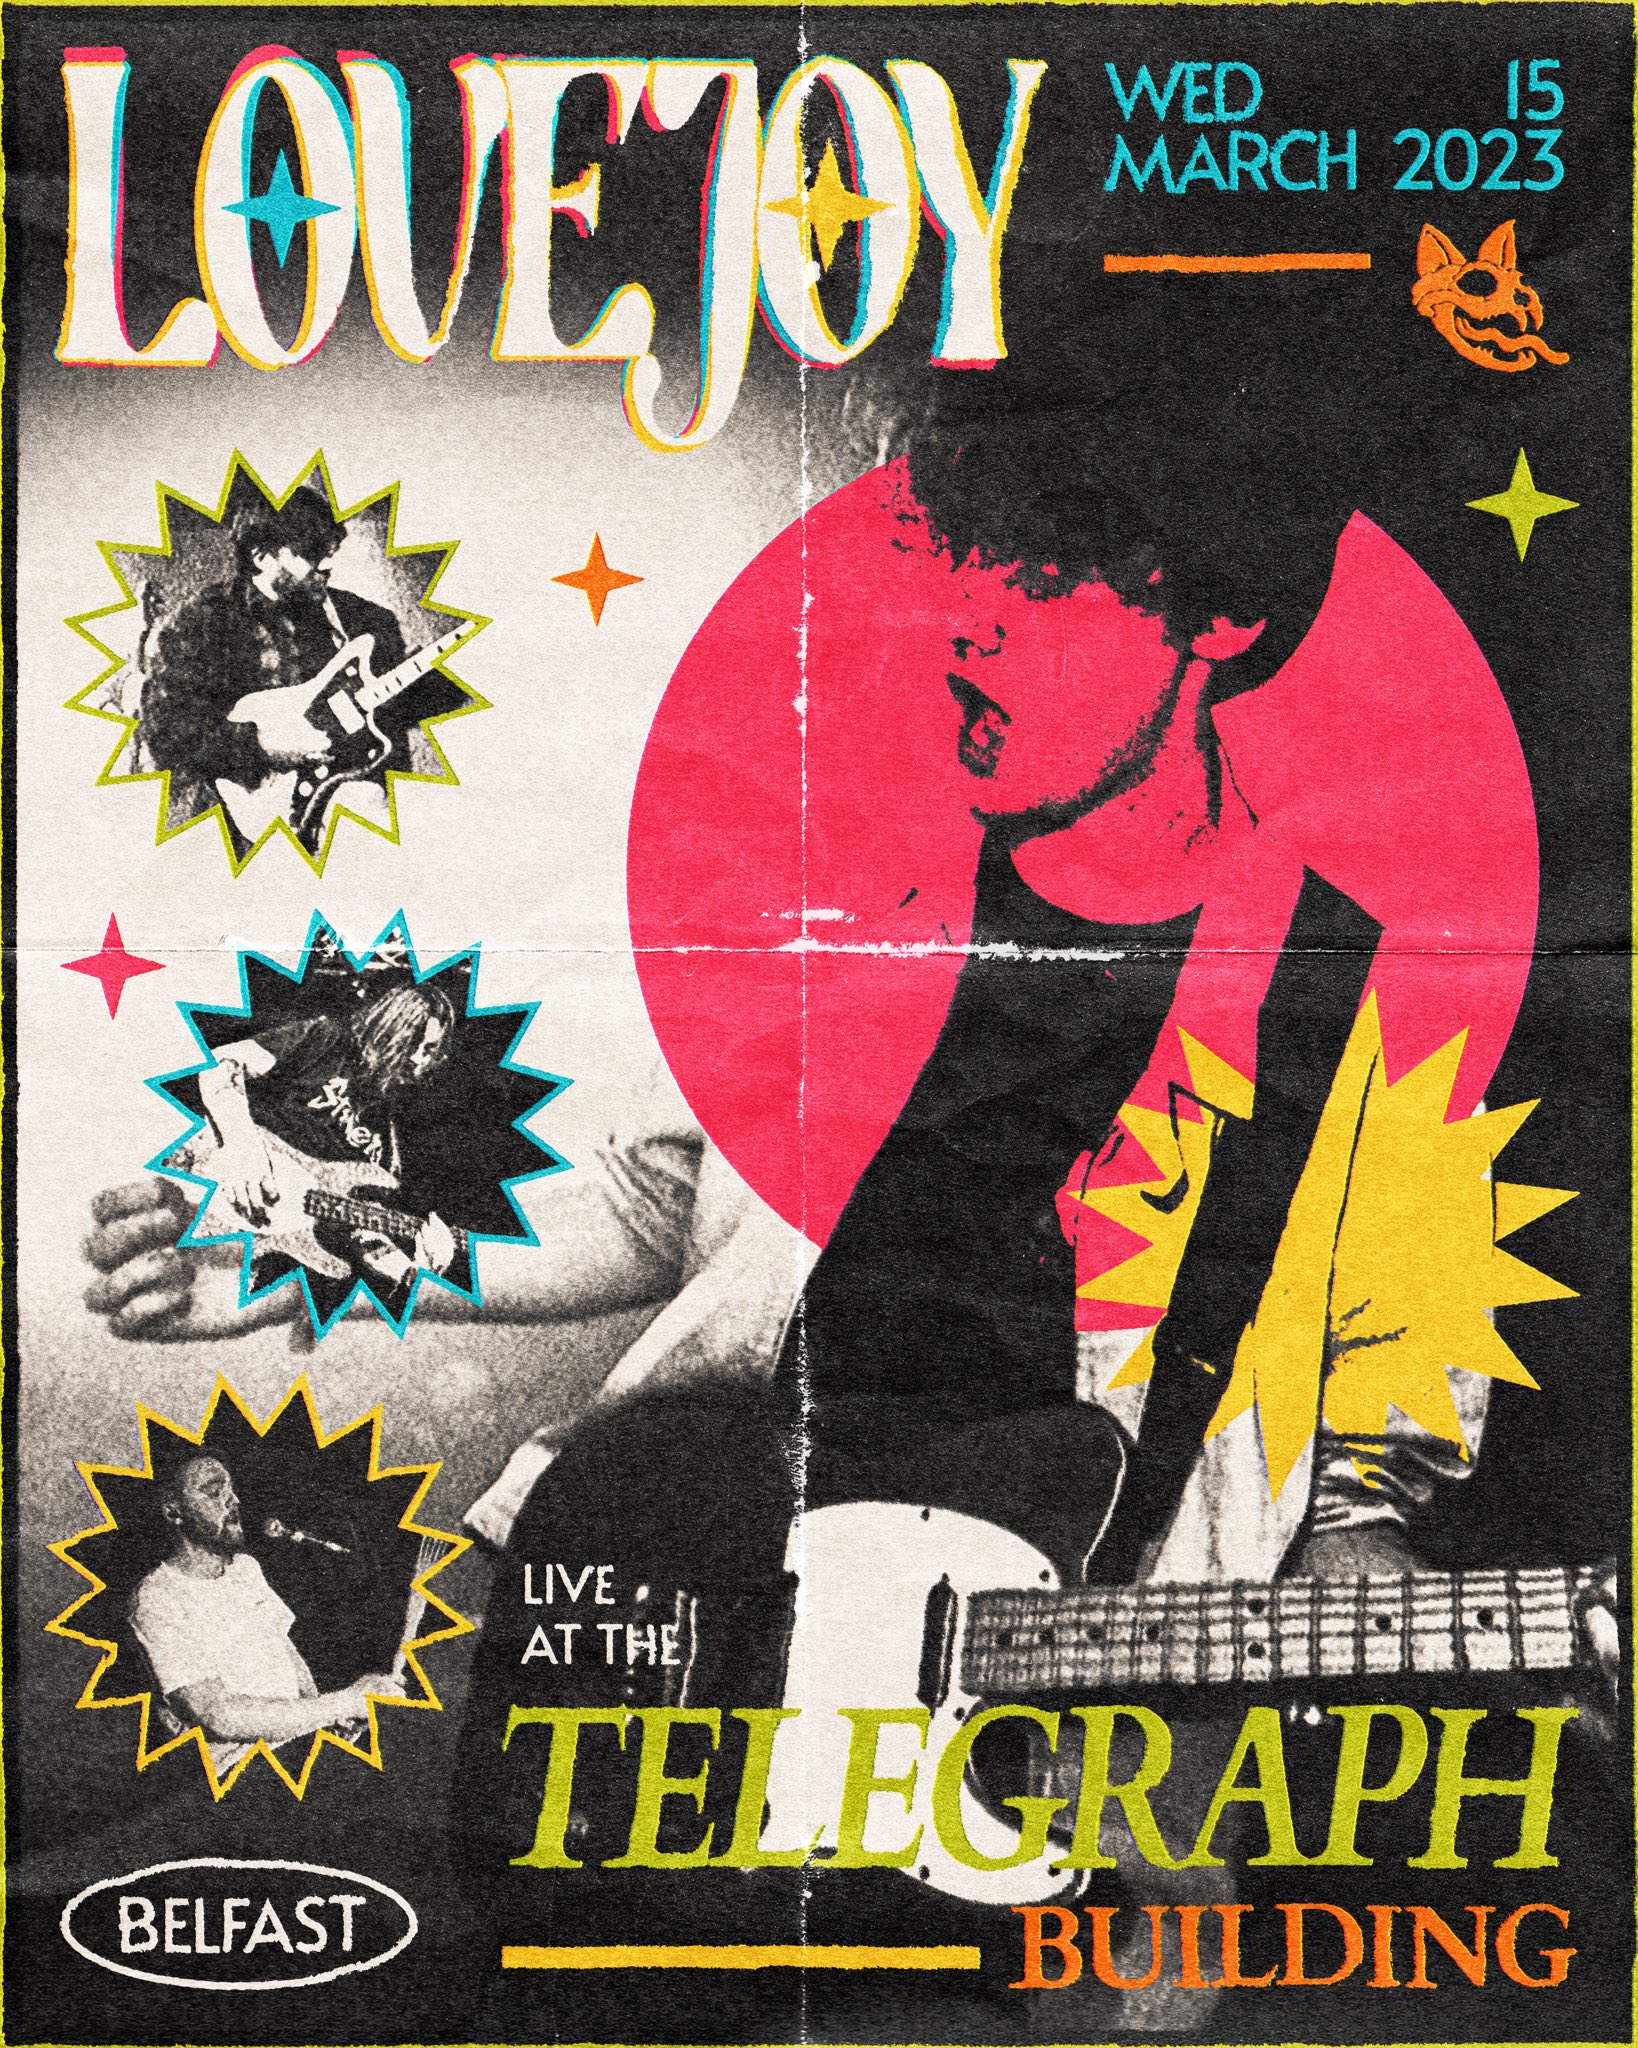 LOVEJOY
WED 15
MARCH 2023
LIVE
AT THE
TELEGRAPH
BUILDING
BELFAST